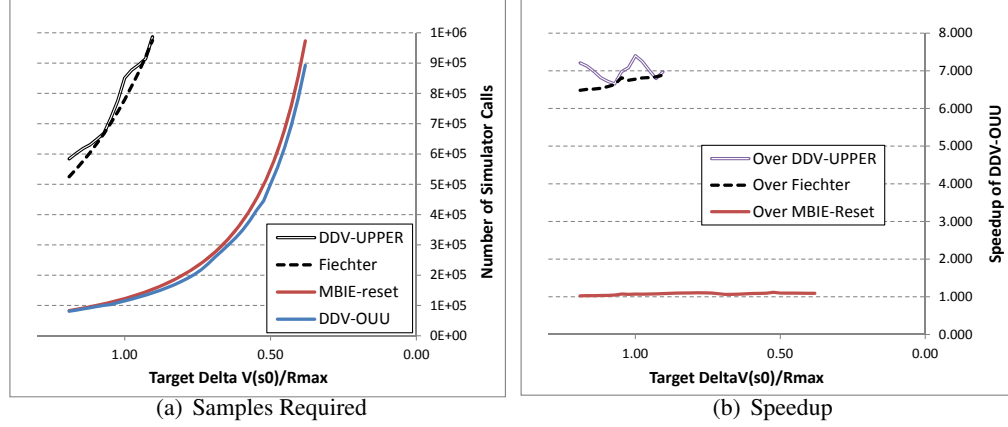 1E+06
9E+05
8E+05
7E+05
6E+05
5E+05
4E+05
3E+05
2E+05
1E+05
0E+00
Number of Simulator Calls
DDV-UPPER
Fiechter
MBIE-reset
DDV-OUU
1.00
0.50
0.00
Target Delta V(s0)/Rmax
(a) Samples Required
8.000
7.000
6.000
5.000
4.000
3.000
2.000
1.000
0.000
Speedup of DDV-OUU
Over DDV-UPPER
Over Fiechter
Over MBIE-Reset
1.00
0.50
0.00
Target DeltaV(s0)/Rmax
(b) Speedup